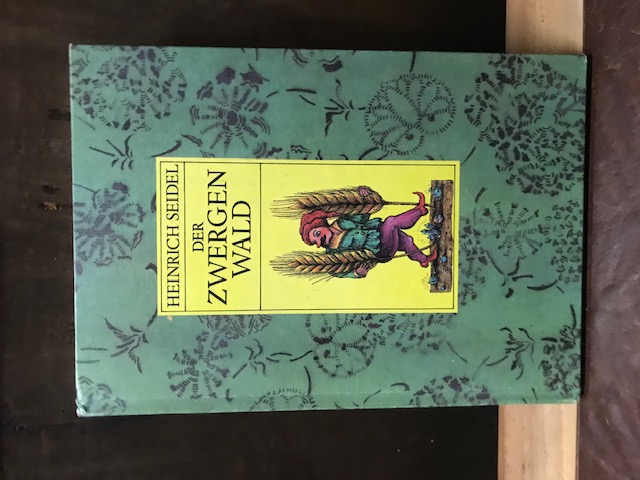 HEINRICH SEIDEL
DER
ZWERGEN
WALD